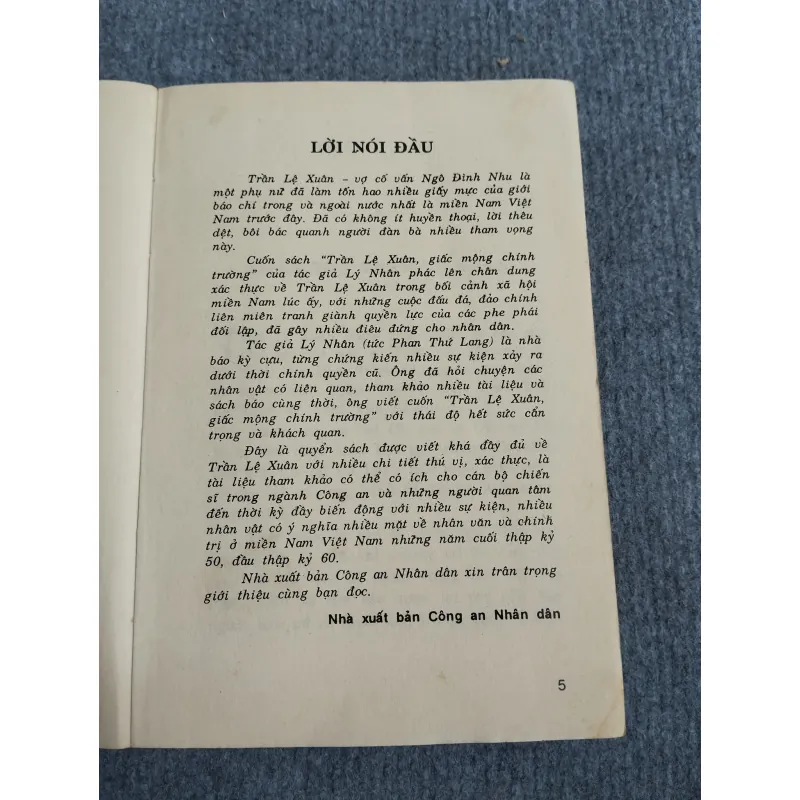 LỜI NÓI ĐẦU
Trần Lệ Xuân - vợ cố vấn Ngô Đình Nhu là
một phụ nữ đã làm tốn hao nhiều giấy mực của giới
báo chí trong và ngoài nước nhất là miền Nam Việt
Nam trước đây. Đã có không ít huyền thoại, lời thêu
dệt, bôi bác quanh người đàn bà nhiều tham vọng
này.
Cuốn sách "Trần Lệ Xuân, giấc mộng chính
trường" của tác giả Lý Nhân phác lên chân dung
xác thực về Trần Lệ Xuân trong bối cảnh xã hội
miền Nam lúc ấy, với những cuộc đấu đá, đảo chính
liên miên tranh giành quyền lực của các phe phái
đối lập, đã gây nhiều điêu đứng cho nhân dân.
Tác giả Lý Nhân (tức Phan Thứ Lang) là nhà
báo kỳ cựu, từng chứng kiến nhiều sự kiện xảy ra
dưới thời chính quyền cũ. Ông đã hỏi chuyện các
nhân vật có liên quan, tham khảo nhiều tài liệu và
sách báo cùng thời, ông viết cuốn "Trần Lệ Xuân,
giấc mộng chính trường" với thái độ hết sức cẩn
trọng và khách quan.
Đây là quyển sách được viết khá đầy đủ về
Trần Lệ Xuân với nhiều chi tiết thú vị, xác thực, là
tài liệu tham khảo có thể có ích cho cán bộ chiến
sĩ trong ngành Công an và những người quan tâm
đến thời kỳ đầy biến động với nhiều sự kiện, nhiều
nhân vật có ý nghĩa nhiều mặt về nhân văn và chính
trị ở miền Nam Việt Nam những năm cuối thập kỷ
50, đầu thập kỷ 60.
Nhà xuất bản Công an Nhân dân xin trân trọng
giới thiệu cùng bạn đọc.
Nhà xuất bản Công an Nhân dân
5